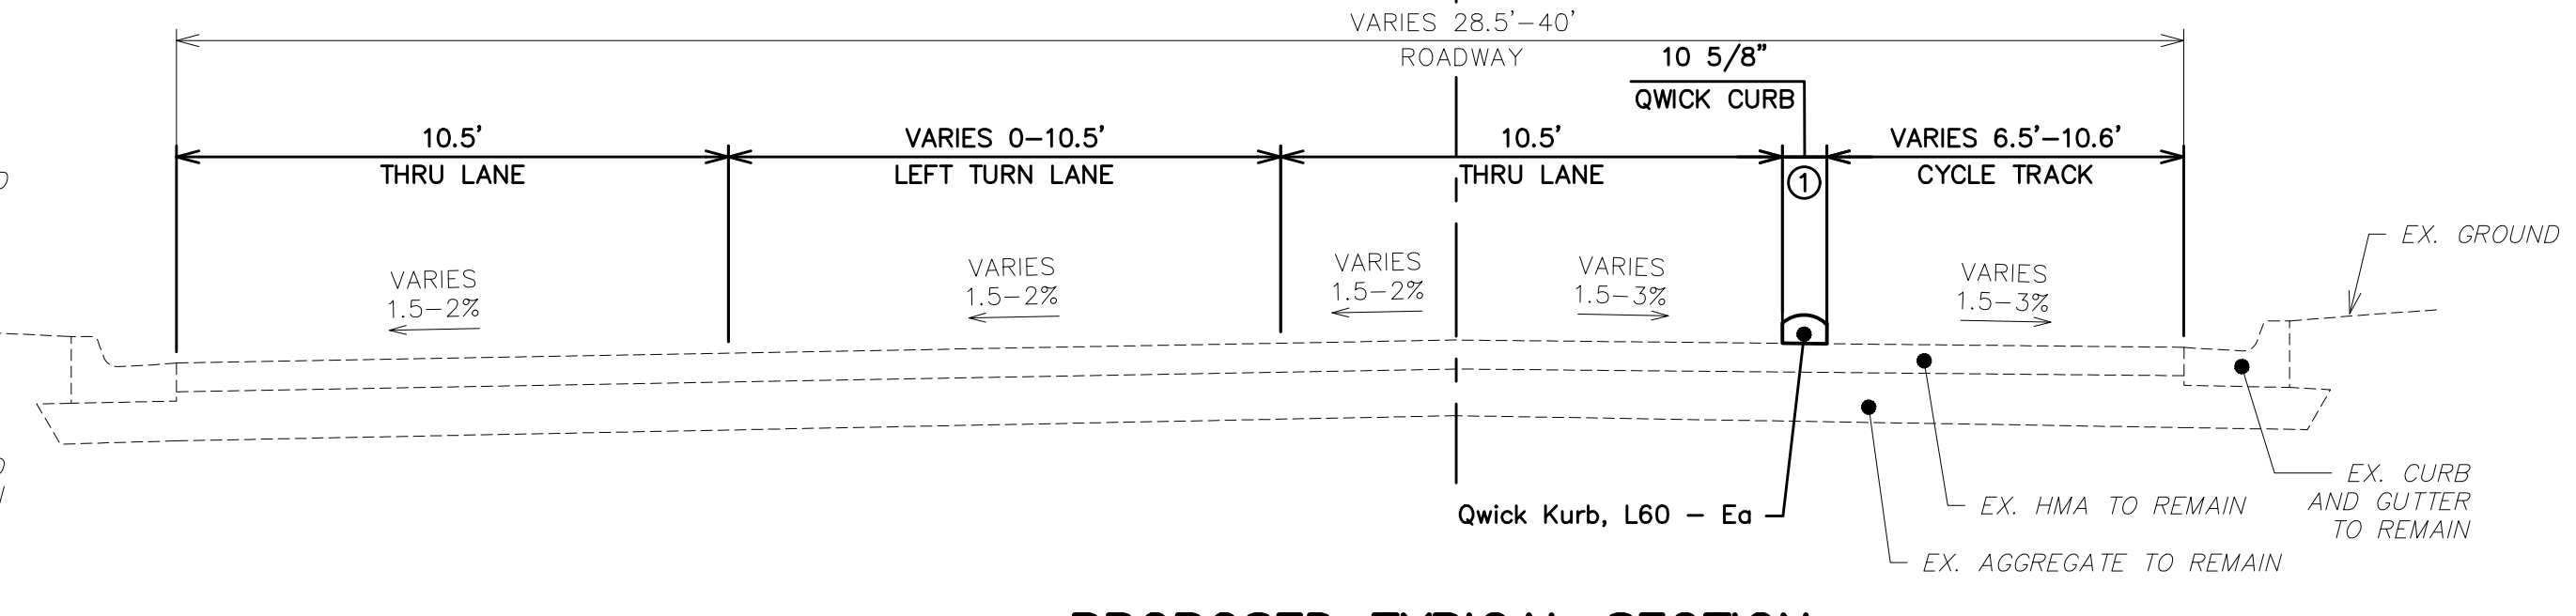 VARIES 28.5'-40'
ROADWAY
10 5/8"
QWICK CURB
10.5'
THRU LANE
VARIES 0-10.5'
LEFT TURN LANE
10.5'
THRU LANE
VARIES 6.5'-10.6'
CYCLE TRACK
1
VARIES
1.5-2%
VARIES
1.5-2%
VARIES
1.5-2%
VARIES
1.5-3%
VARIES
1.5-3%
EX. GROUND
Qwick Kurb, L60 - Ea
EX. HMA TO REMAIN
EX. CURB
AND GUTTER
TO REMAIN
EX. AGGREGATE TO REMAIN
PROPOSED TYPICAL SECTION